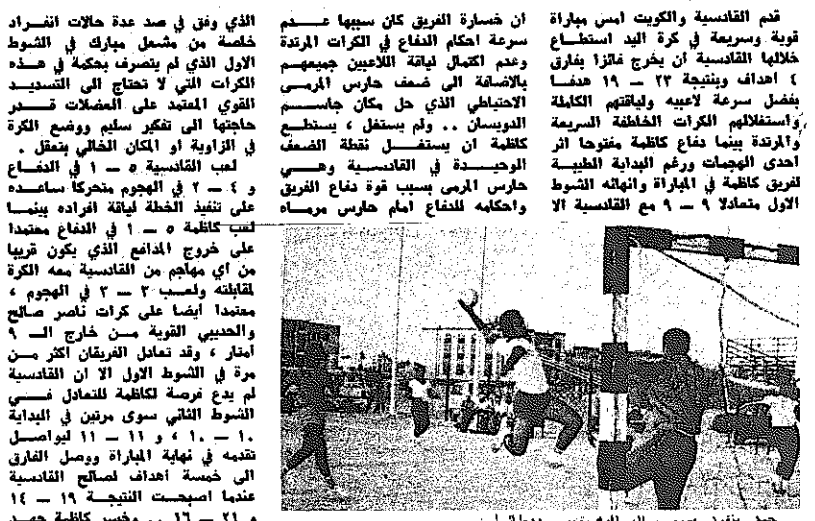 قدم القادسية والكويت امس مباراة
قوية وسريعة في كرة اليد استطاع
خلالها القادسية ان يخرج فائزا بفارق
٤ اهداف وبنتيجة ٢٣ — ١٩ هدفا
بفضل سرعة لاعبيه ولياقتهم الكاملة
واستغلالهم الكرات الخاطفة السريعة
والمرتدة بينما دفاع كاظمة مفتوحا اثر
احدى الهجمات ورغم البداية الطيبة
لفريق كاظمة في المباراة وانهائه الشوط
الاول متعادلا ٩ — ٩ مع القادسية الا
ان خسارة الفريق كان سببها عدم
سرعة احكام الدفاع في الكرات المرتدة
وعدم اكتمال لياقة اللاعبين جميعهم
بالاضافة الى ضعف حارس المرمى
الاحتياطي الذي حل مكان جاسم
الدويسان .. ولم يستغل ، يستطع
كاظمة ان يستغل نقطة الضعف
الوحيدة في القادسية وهي
حارس المرمى بسبب قوة دفاع الفريق
واحكامه للدفاع امام حارس مرماه
الذي وفق في صد عدة حالات انفراد
خاصة من مشعل مبارك في الشوط
الاول الذي لم يتصرف بحكمة في هذه
الكرات التي لا تحتاج الى التسديد
القوي المعتمد على العضلات قدر
حاجتها الى تفكير سليم ووضع الكرة
في الزاوية او المكان الخالي بتعقل .
لعب القادسية ٥ — ١ في الدفاع
و ٤ — ٢ في الهجوم متحركا ساعده
على تنفيذ الخطة لياقة افراده بينما
لعب كاظمة ٥ — ١ في الدفاع معتمدا
على خروج المدافع الذي يكون قريبا
من اي مهاجم من القادسية معه الكرة
لمقابلته ولعب ٣ — ٣ في الهجوم ،
معتمدا ايضا على كرات ناصر صالح
والحديبي القوية من خارج الـ ٩
امتار ، وقد تعادل الفريقان اكثر من
مرة في الشوط الاول الا ان القادسية
لم يدع فرصة لكاظمة للتعادل في
الشوط الثاني سوى مرتين في البداية
١٠ — ١٠ ، و ١١ — ١١ ليواصل
تقدمه في نهاية المباراة ووصل الفارق
الى خمسة اهداف لصالح القادسية
عندما اصبحت النتيجة ١٩ — ١٤
و ٢١ — ١٦ .. وخسر كاظمة جهد